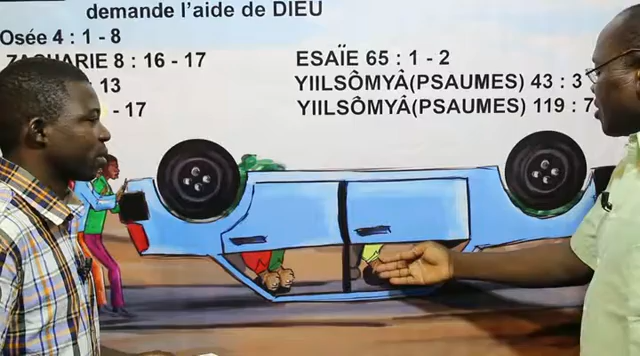 demande l'aide de DIEU
Osée 4 : 1 - 8
ZACHARIE 8 : 16 - 17
13
- 17
ESAÏE 65 : 1 - 2
YIILSÔMYÂ(PSAUMES) 43 : 3
YIILSÔMYÂ(PSAUMES) 119 : 7